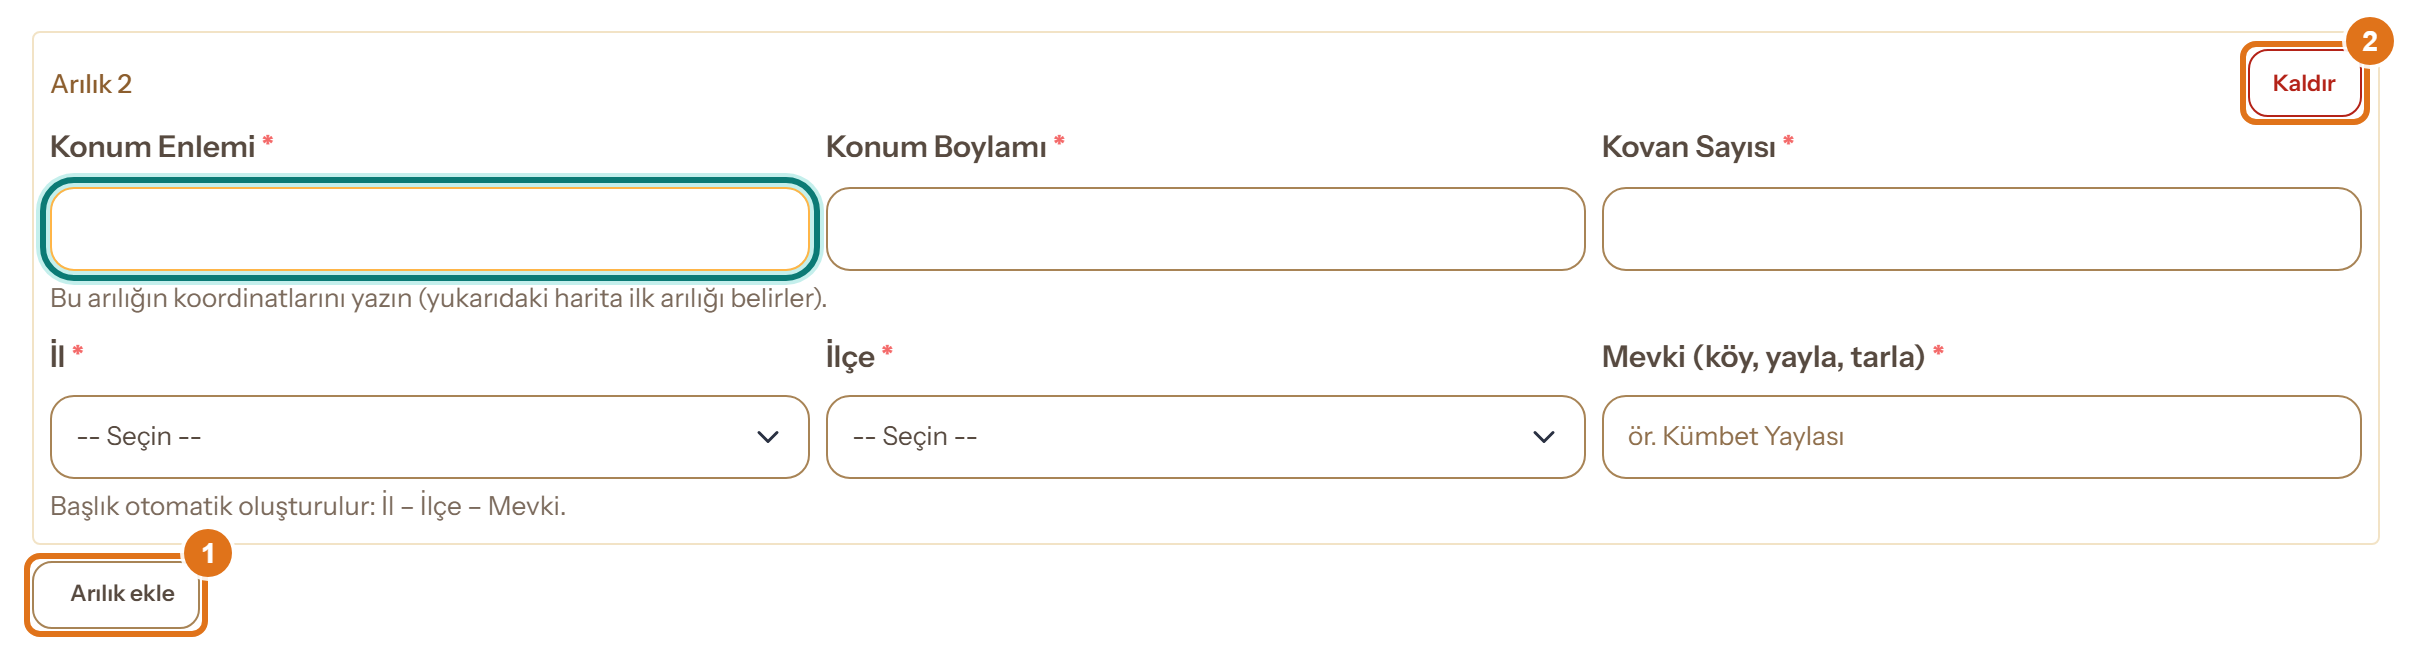 2
Arılık 2
Kaldır
Konum Enlemi *
Konum Boylamı *
Kovan Sayısı *
Bu arılığın koordinatlarını yazın (yukarıdaki harita ilk arılığı belirler).
İl *
İlçe *
Mevki (köy, yayla, tarla) *
-- Seçin --
-- Seçin --
ör. Kümbet Yaylası
Başlık otomatik oluşturulur: İl – İlçe – Mevki.
1
Arılık ekle